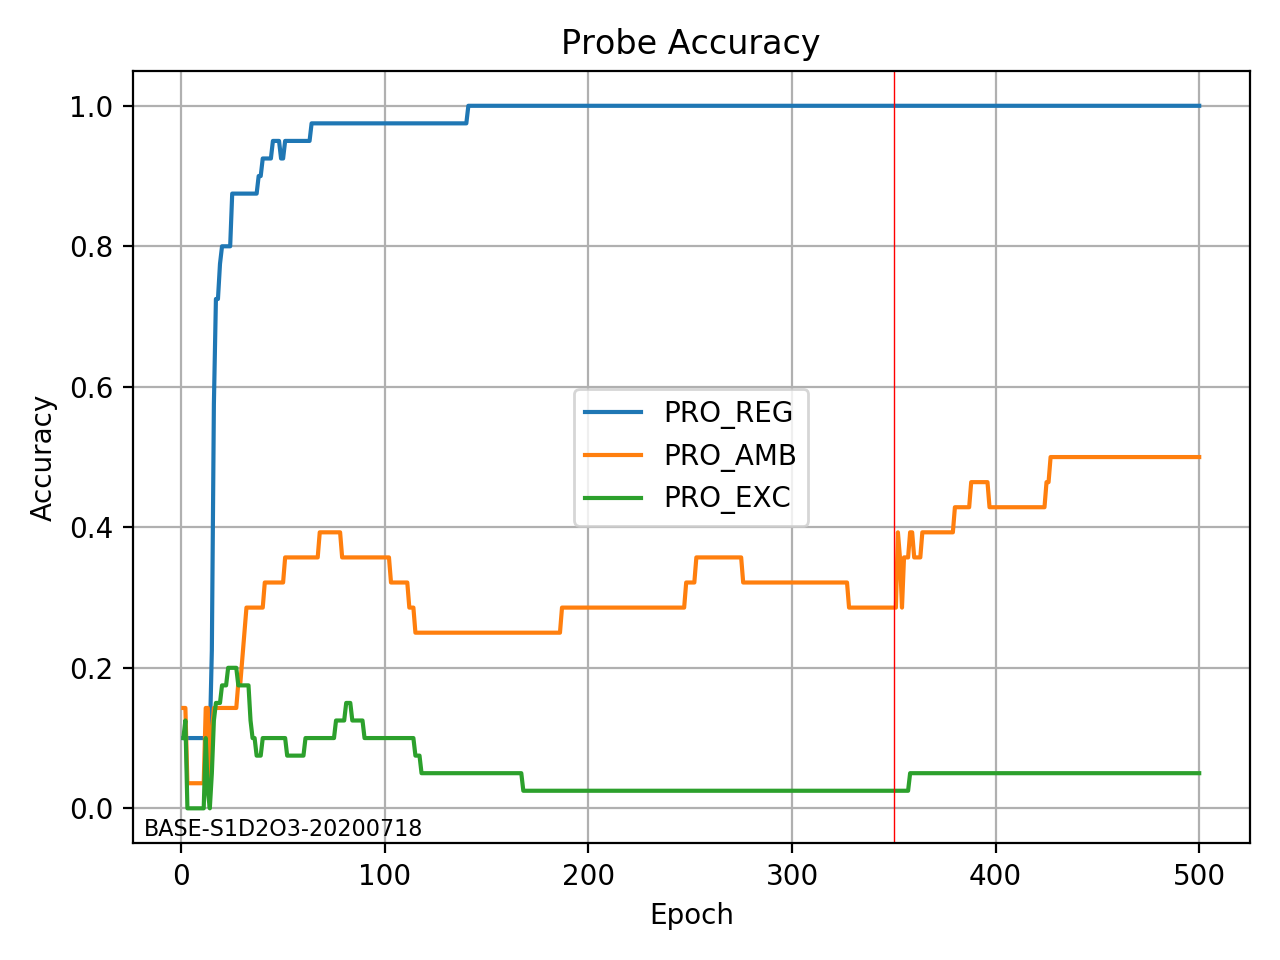 Probe Accuracy
1.0
0.8
0.6
0.4
0.2
0.0
Accuracy
PRO_REG
PRO_AMB
PRO_EXC
BASE-S1D2O3-20200718
0 100 200 300 400 500
Epoch